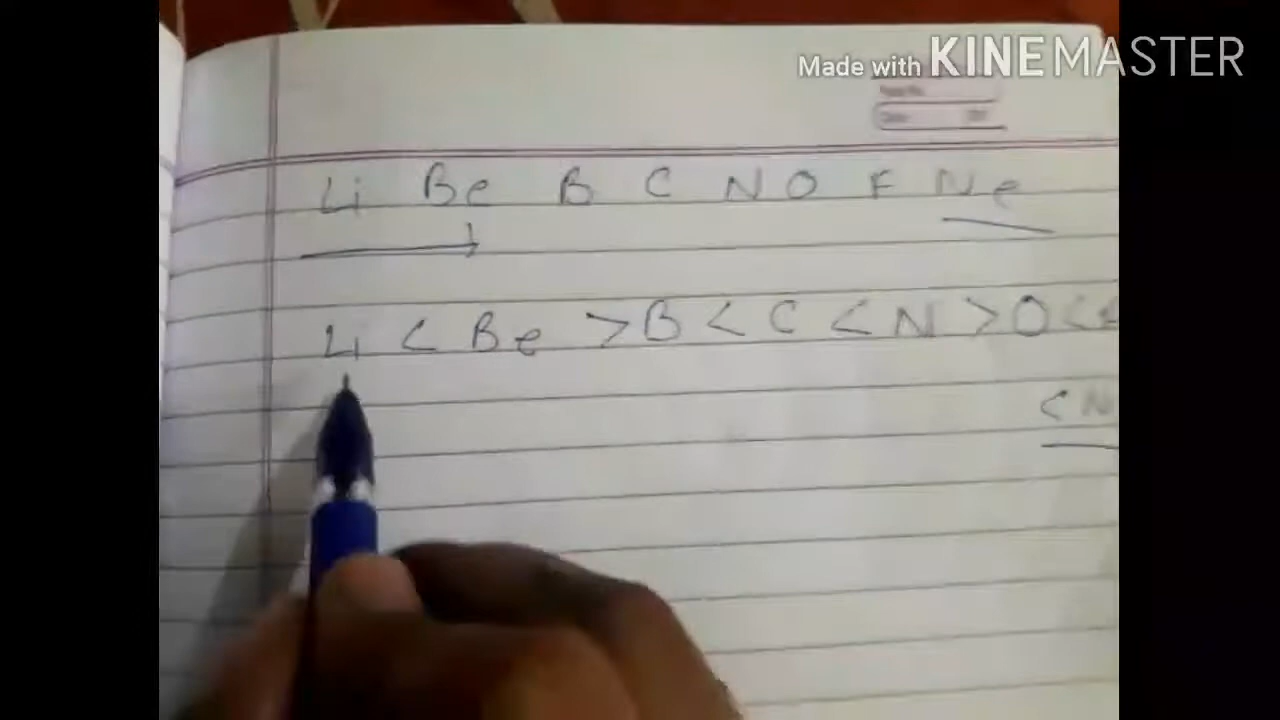 Made with KINEMASTER
Li Be B C N O F Ne
Li < Be > B < C < N > O <
< N